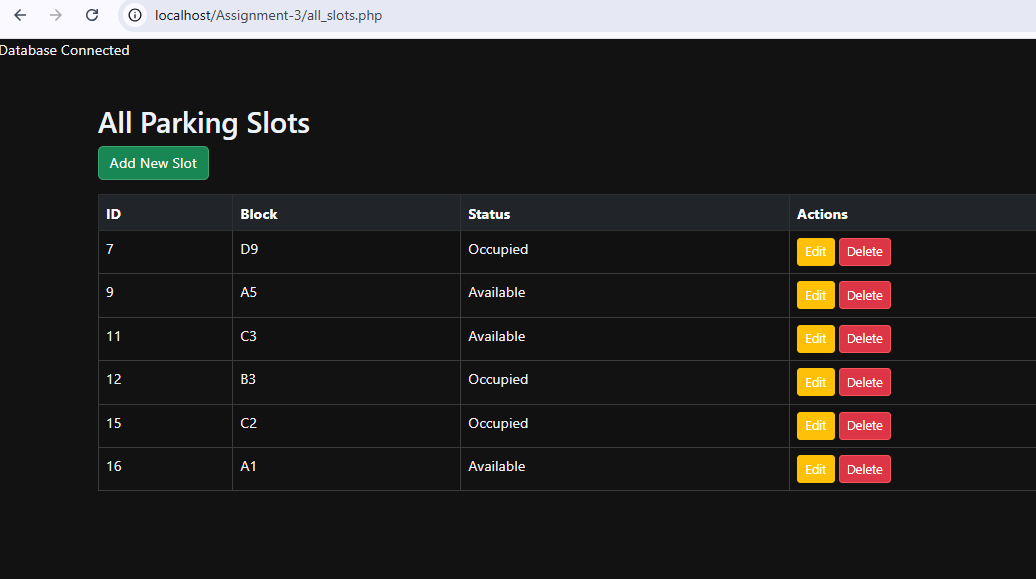 localhost/Assignment-3/all_slots.php
Database Connected
All Parking Slots
Add New Slot
ID Block Status Actions
7 D9 Occupied Edit Delete
9 A5 Available Edit Delete
11 C3 Available Edit Delete
12 B3 Occupied Edit Delete
15 C2 Occupied Edit Delete
16 A1 Available Edit Delete